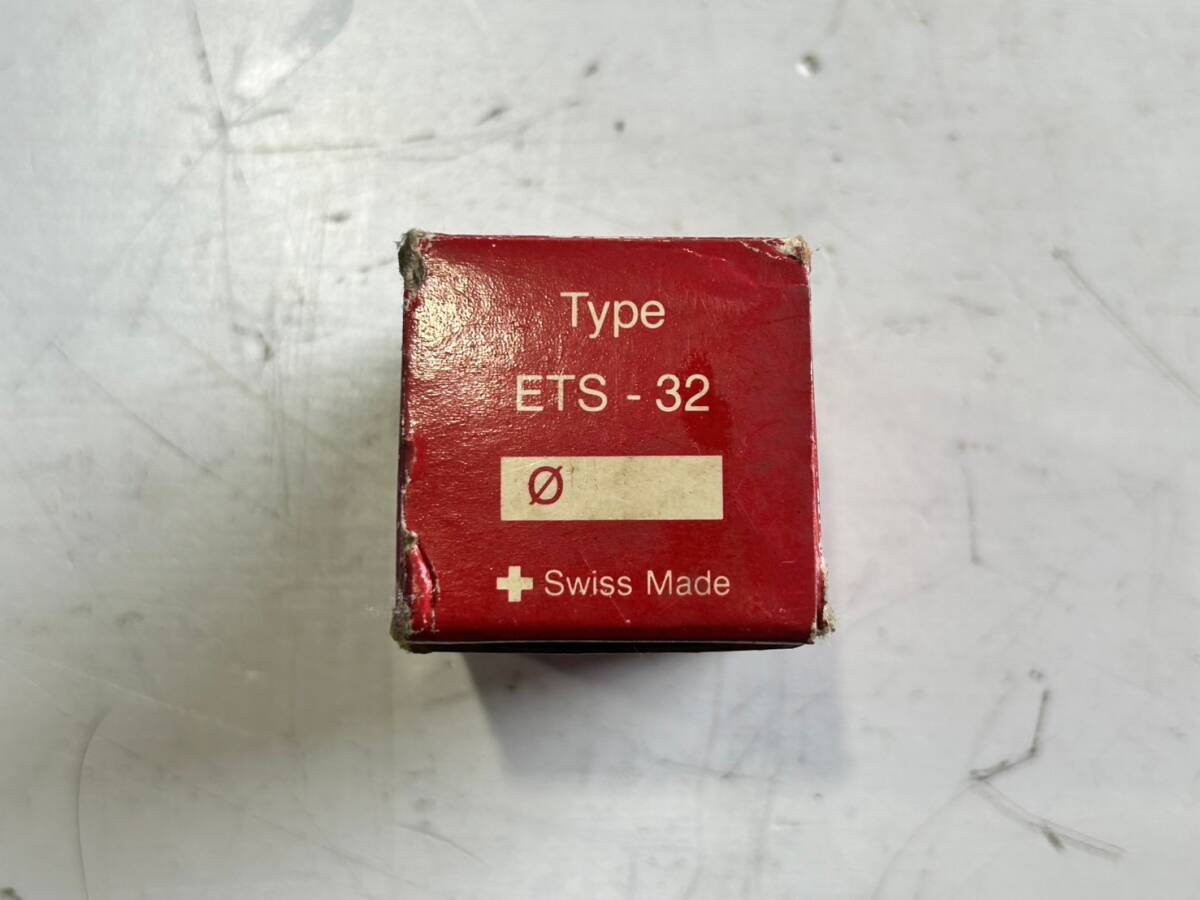 Type
ETS - 32
Ø
Swiss Made